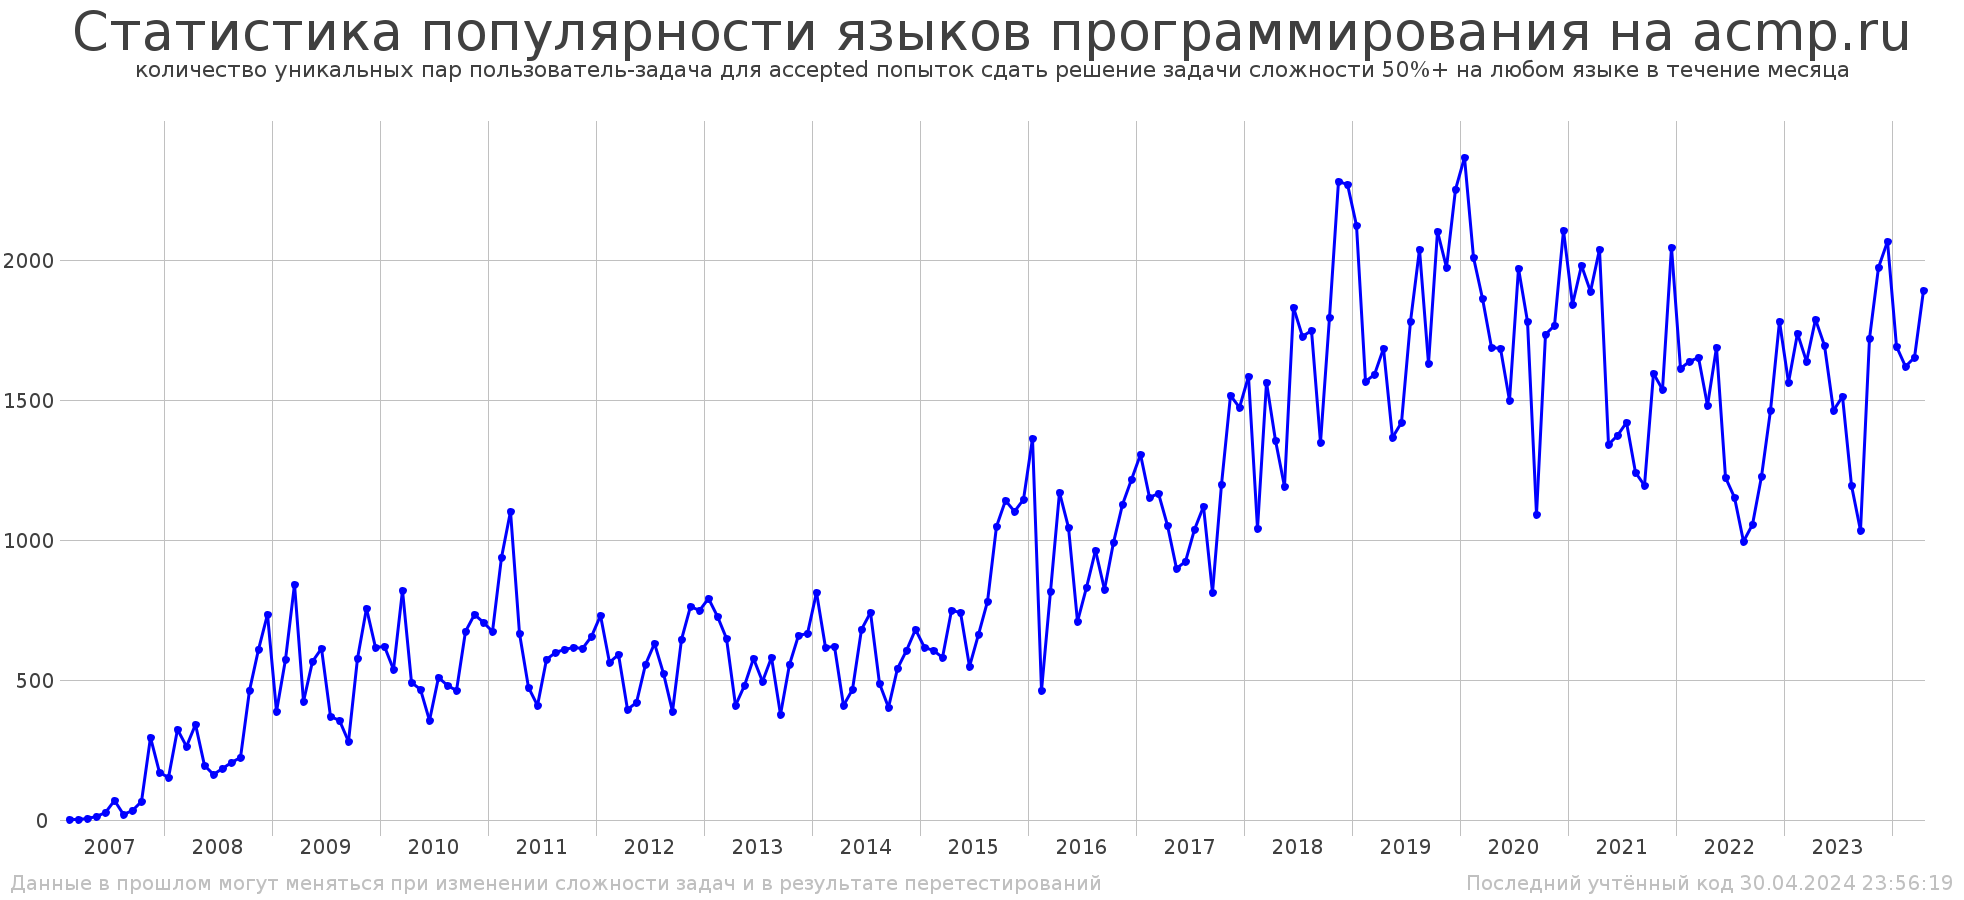 Статистика популярности языков программирования на acmp.ru
количество уникальных пар пользователь-задача для accepted попыток сдать решение задачи сложности 50%+ на любом языке в течение месяца
2000
1500
1000
500
0
2007 2008 2009 2010 2011 2012 2013 2014 2015 2016 2017 2018 2019 2020 2021 2022 2023
Данные в прошлом могут меняться при изменении сложности задач и в результате перетестирований
Последний учтённый код 30.04.2024 23:56:19